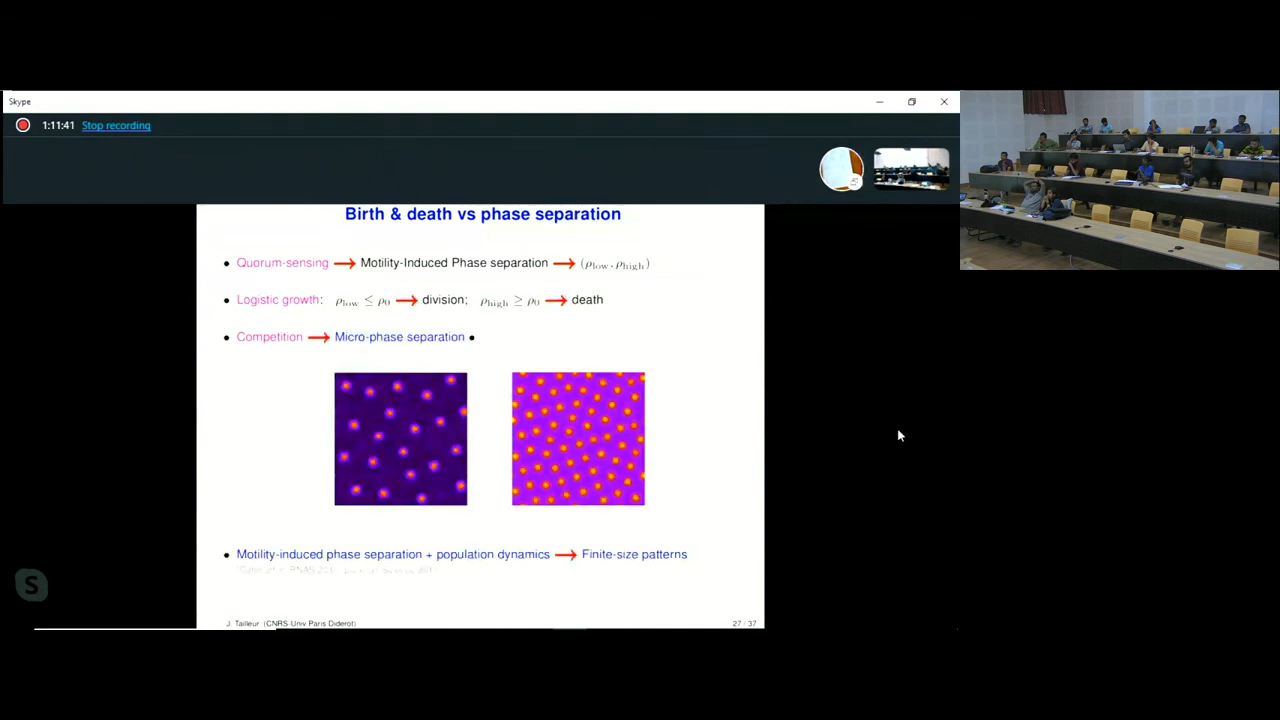 Skype
1:11:41 Stop recording
Birth & death vs phase separation
• Quorum-sensing → Motility-Induced Phase separation → (ρlow, ρhigh)
• Logistic growth: ρlow ≤ ρ0 → division; ρhigh ≥ ρ0 → death
• Competition → Micro-phase separation •
• Motility-induced phase separation + population dynamics → Finite-size patterns
J. Tailleur (CNRS-Univ Paris Diderot) 27 / 37
S